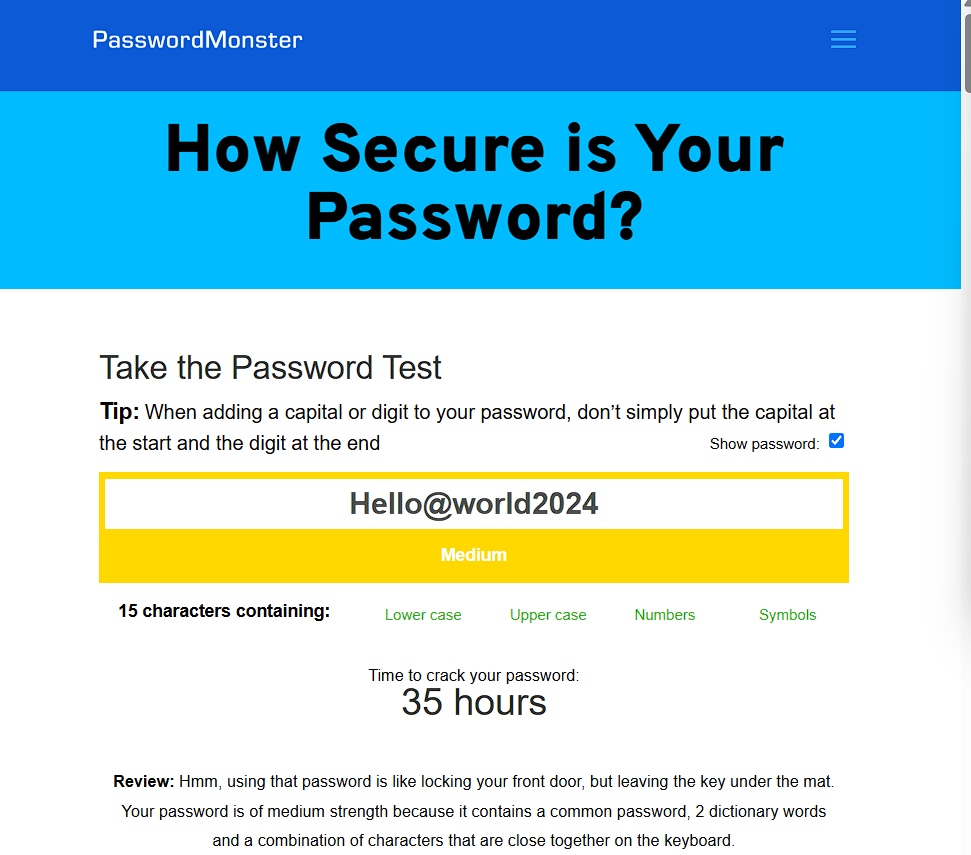 PasswordMonster
How Secure is Your
Password?
Take the Password Test
Tip: When adding a capital or digit to your password, don’t simply put the capital at
the start and the digit at the end
Show password:
Hello@world2024
Medium
15 characters containing:
Lower case
Upper case
Numbers
Symbols
Time to crack your password:
35 hours
Review: Hmm, using that password is like locking your front door, but leaving the key under the mat.
Your password is of medium strength because it contains a common password, 2 dictionary words
and a combination of characters that are close together on the keyboard.